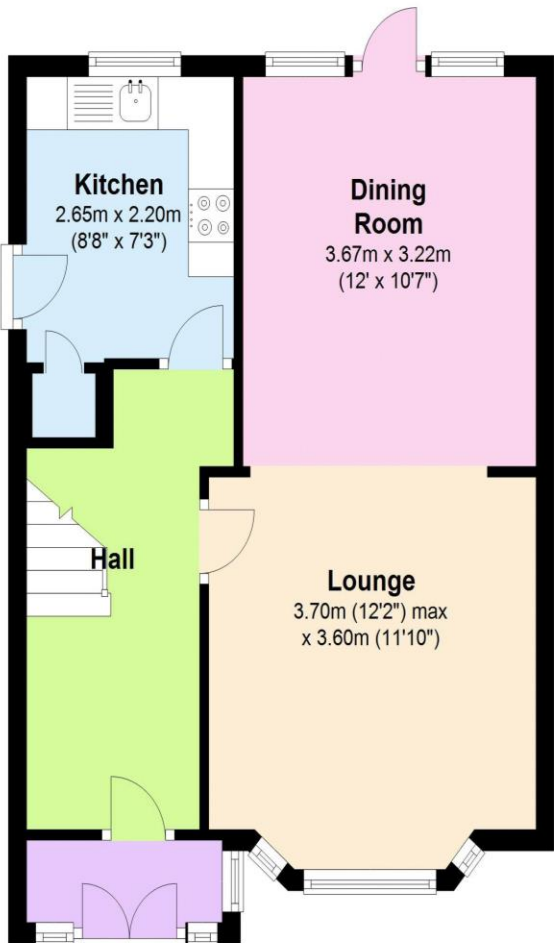 Kitchen
2.65m x 2.20m
(8'8" x 7'3")
Dining
Room
3.67m x 3.22m
(12' x 10'7")
Hall
Lounge
3.70m (12'2") max
x 3.60m (11'10")